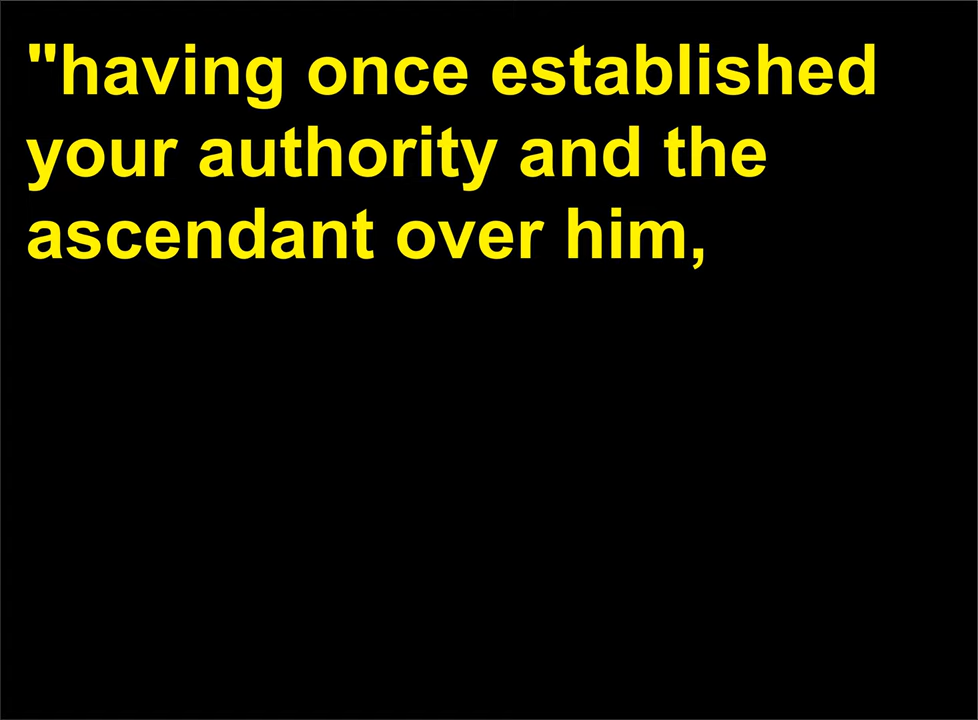 "having once established
your authority and the
ascendant over him,